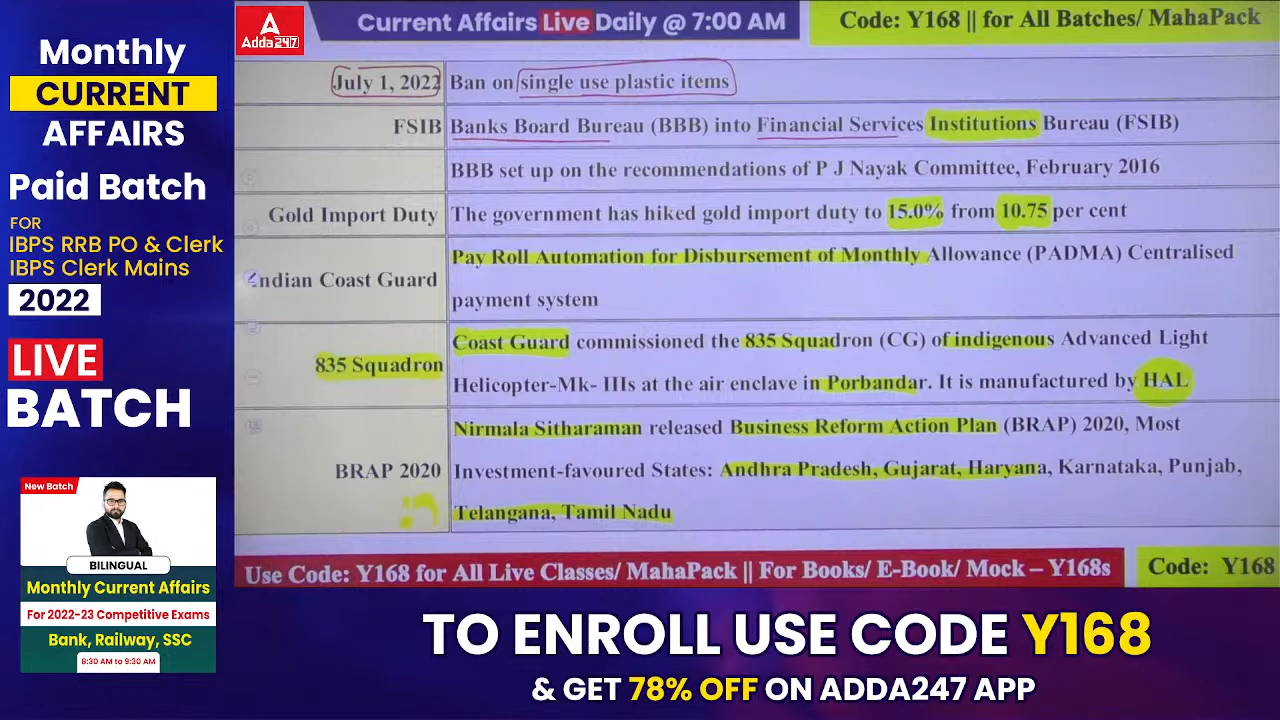 Monthly
CURRENT
AFFAIRS
Paid Batch
FOR
IBPS RRB PO & Clerk
IBPS Clerk Mains
2022
LIVE
BATCH
New Batch
BILINGUAL
Monthly Current Affairs
For 2022-23 Competitive Exams
Bank, Railway, SSC
8:30 AM to 9:30 AM
A
Adda247
Current Affairs Live Daily @ 7:00 AM
Code: Y168 || for All Batches/ MahaPack
July 1, 2022 Ban on single use plastic items
FSIB Banks Board Bureau (BBB) into Financial Services Institutions Bureau (FSIB)
BBB set up on the recommendations of P J Nayak Committee, February 2016
Gold Import Duty The government has hiked gold import duty to 15.0% from 10.75 per cent
Indian Coast Guard Pay Roll Automation for Disbursement of Monthly Allowance (PADMA) Centralised
payment system
835 Squadron Coast Guard commissioned the 835 Squadron (CG) of indigenous Advanced Light
Helicopter-Mk- IIIs at the air enclave in Porbandar. It is manufactured by HAL
BRAP 2020 Nirmala Sitharaman released Business Reform Action Plan (BRAP) 2020, Most
Investment-favoured States: Andhra Pradesh, Gujarat, Haryana, Karnataka, Punjab,
Telangana, Tamil Nadu
Use Code: Y168 for All Live Classes/ MahaPack || For Books/ E-Book/ Mock – Y168s
Code: Y168
TO ENROLL USE CODE Y168
& GET 78% OFF ON ADDA247 APP